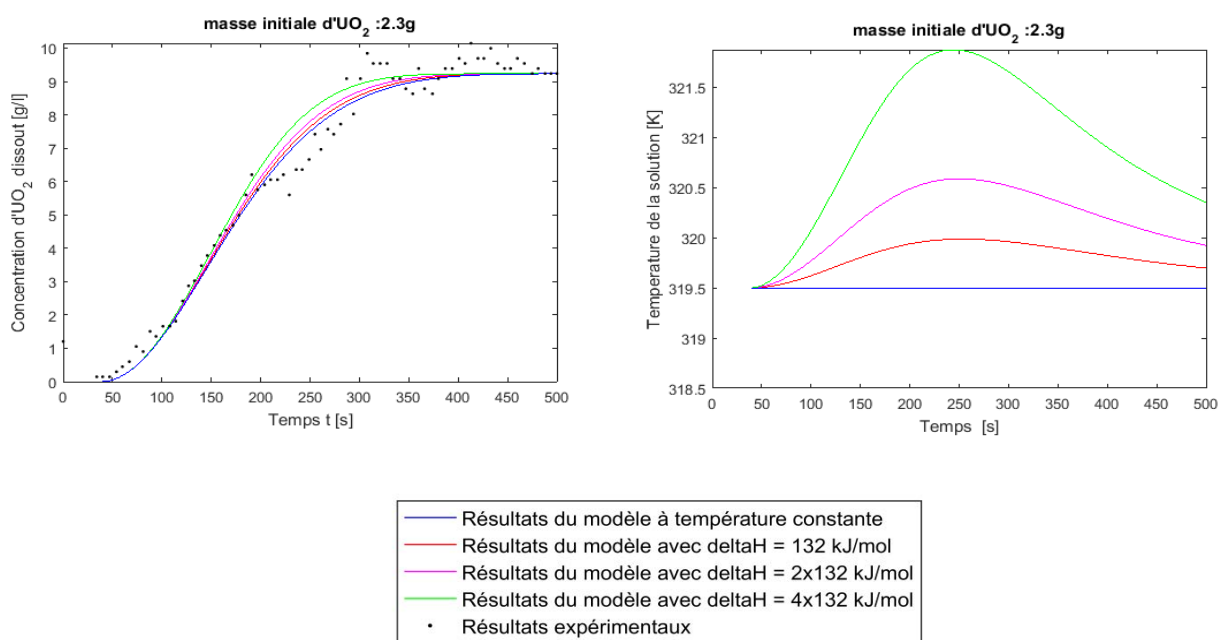 masse initiale d'UO2 :2.3g
Concentration d'UO2 dissout [g/l]
10
9
8
7
6
5
4
3
2
1
0
0 50 100 150 200 250 300 350 400 450 500
Temps t [s]
masse initiale d'UO2 :2.3g
Temperature de la solution [K]
321.5
321
320.5
320
319.5
319
318.5
0 50 100 150 200 250 300 350 400 450 500
Temps [s]
Résultats du modèle à température constante
Résultats du modèle avec deltaH = 132 kJ/mol
Résultats du modèle avec deltaH = 2x132 kJ/mol
Résultats du modèle avec deltaH = 4x132 kJ/mol
Résultats expérimentaux